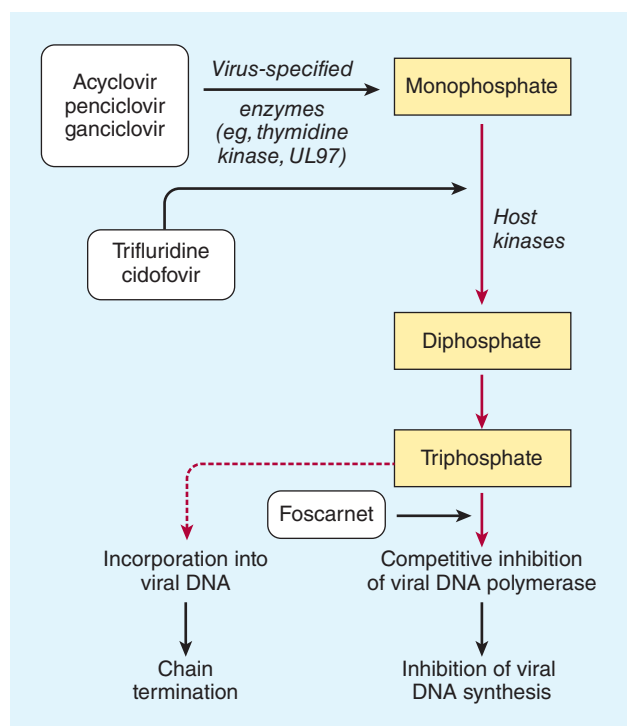 Acyclovir
penciclovir
ganciclovir
Virus-specified
enzymes
(eg, thymidine
kinase, UL97)
Monophosphate
Trifluridine
cidofovir
Host
kinases
Diphosphate
Triphosphate
Foscarnet
Incorporation into
viral DNA
Competitive inhibition
of viral DNA polymerase
Chain
termination
Inhibition of viral
DNA synthesis